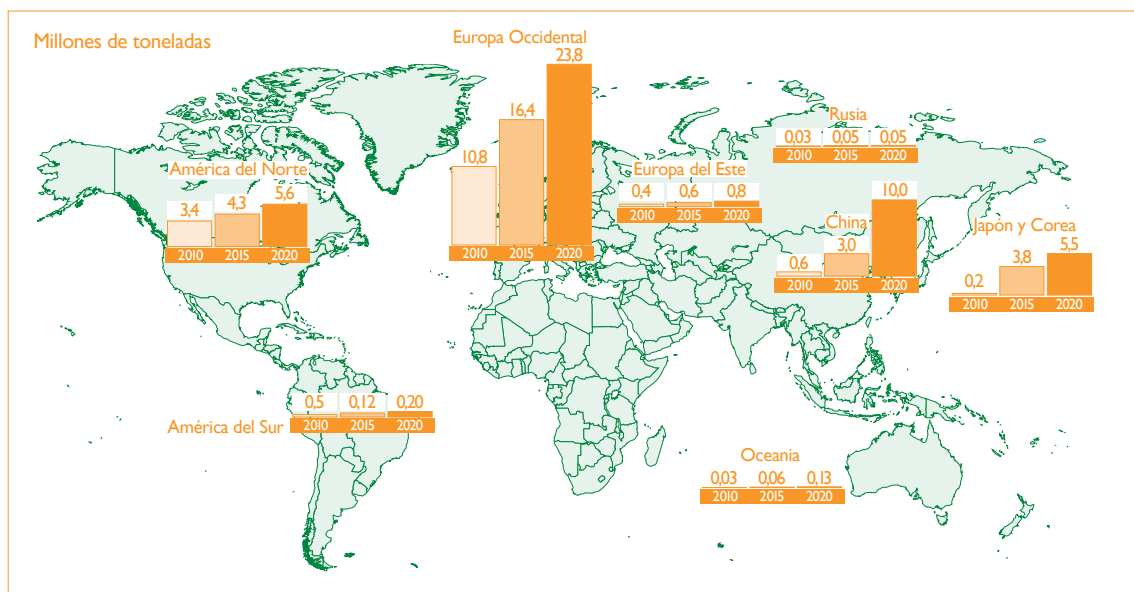 Millones de toneladas
Europa Occidental
23,8
16,4
10,8
2010 2015 2020
América del Norte
5,6
4,3
3,4
2010 2015 2020
Rusia
0,03 0,05 0,05
2010 2015 2020
Europa del Este
0,4 0,6 0,8
2010 2015 2020
China
10,0
3,0
0,6
2010 2015 2020
Japón y Corea
5,5
3,8
0,2
2010 2015 2020
América del Sur
0,5 0,12 0,20
2010 2015 2020
Oceania
0,03 0,06 0,13
2010 2015 2020